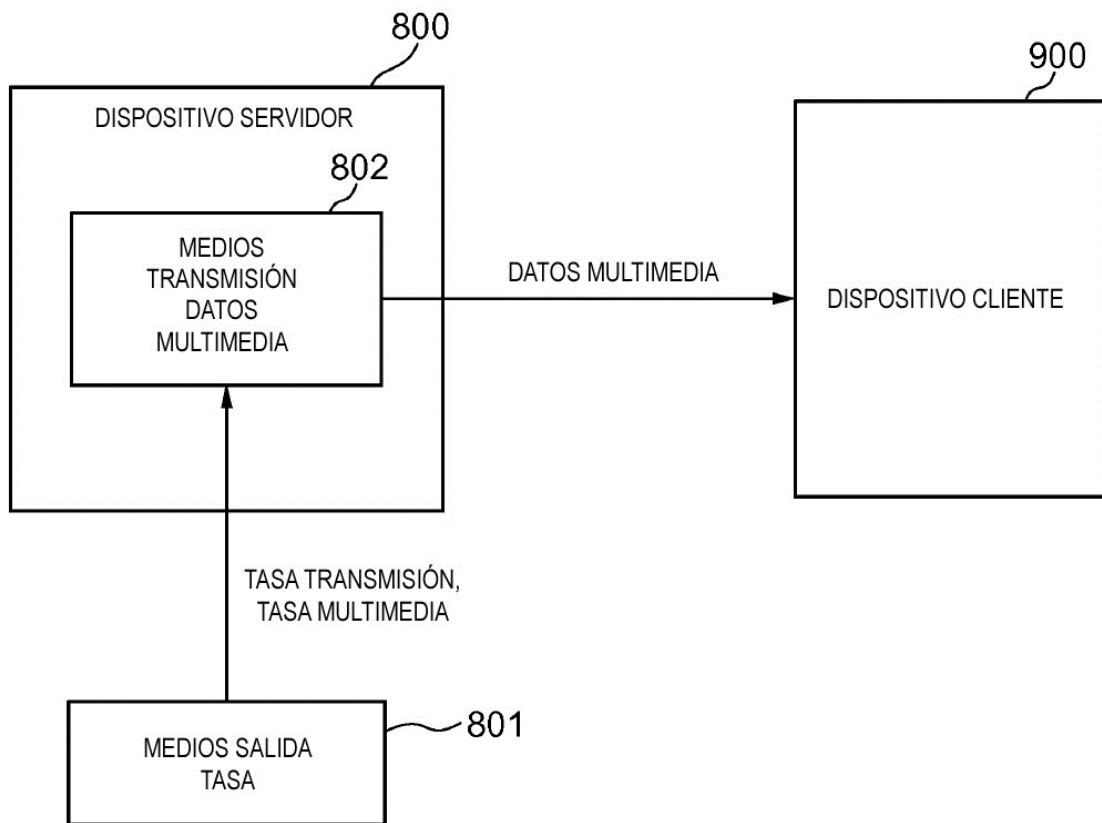 800
DISPOSITIVO SERVIDOR
802
MEDIOS
TRANSMISIÓN
DATOS
MULTIMEDIA
DATOS MULTIMEDIA
900
DISPOSITIVO CLIENTE
TASA TRANSMISIÓN,
TASA MULTIMEDIA
801
MEDIOS SALIDA
TASA